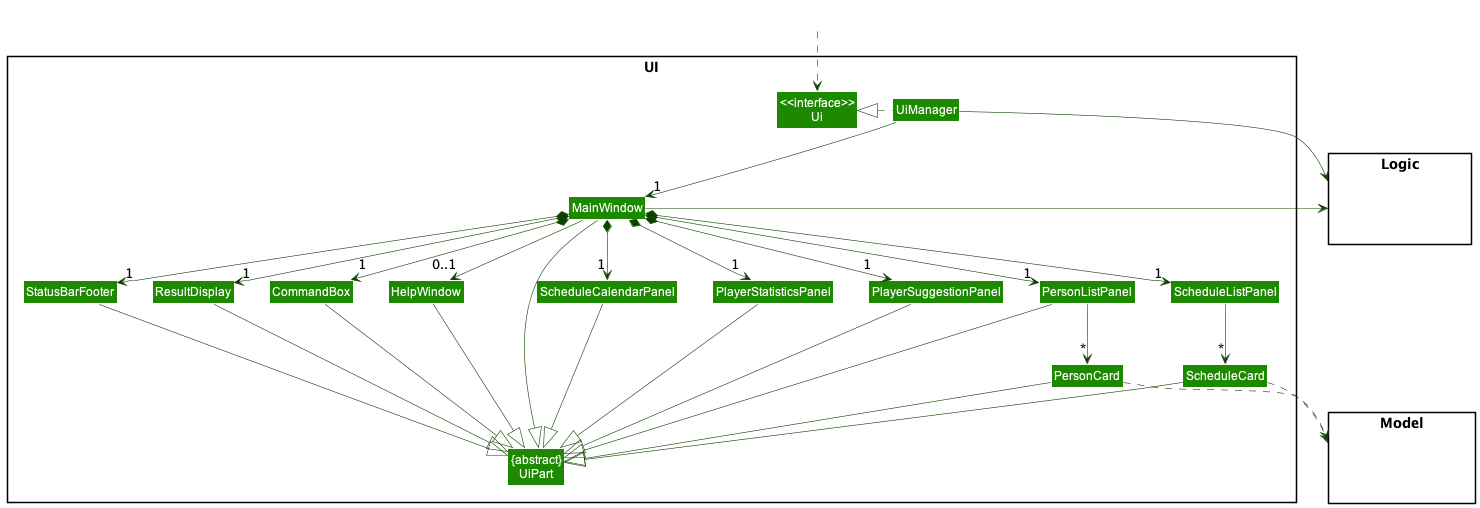 UI
<<interface>>
Ui
UiManager
Logic
1
MainWindow
1
1
1
0..1
1
1
1
1
1
StatusBarFooter
ResultDisplay
CommandBox
HelpWindow
ScheduleCalendarPanel
PlayerStatisticsPanel
PlayerSuggestionPanel
PersonListPanel
ScheduleListPanel
*
*
PersonCard
ScheduleCard
Model
{abstract}
UiPart